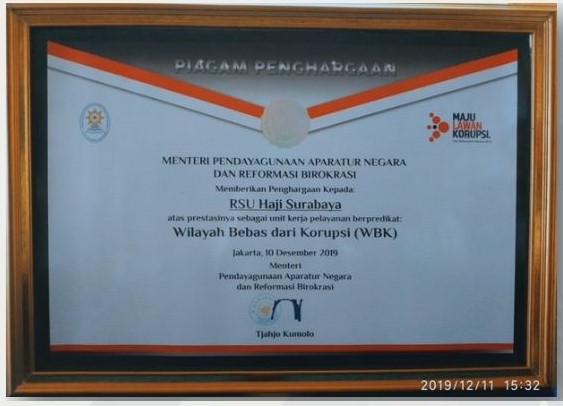 PIAGAM PENGHARGAAN
MAJU
LAWAN
KORUPSI.
MENTERI PENDAYAGUNAAN APARATUR NEGARA
DAN REFORMASI BIROKRASI
Memberikan Penghargaan Kepada:
RSU Haji Surabaya
atas prestasinya sebagai unit kerja pelayanan berpredikat:
Wilayah Bebas dari Korupsi (WBK)
Jakarta, 10 Desember 2019
Menteri
Pendayagunaan Aparatur Negara
dan Reformasi Birokrasi
Tjahjo Kumolo
2019/12/11 15:32